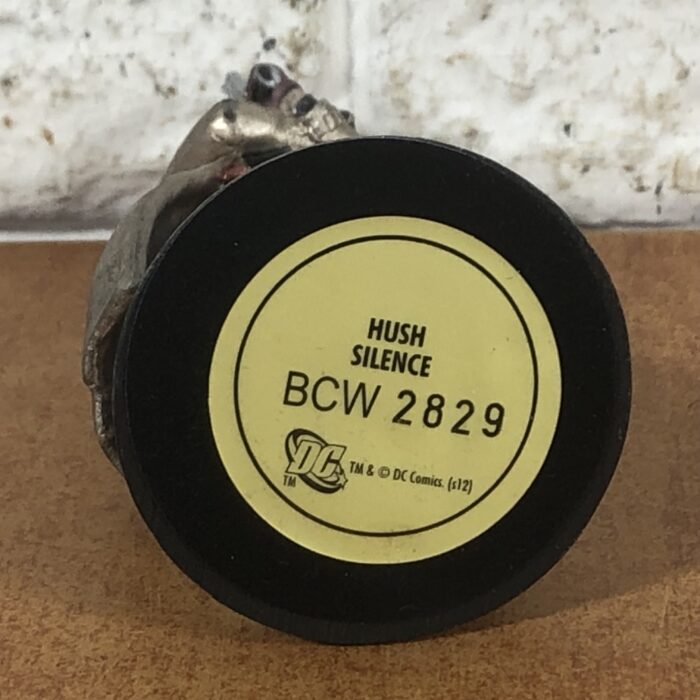 HUSH
SILENCE
BCW 2829
DC TM & © DC Comics. (s12)
TM